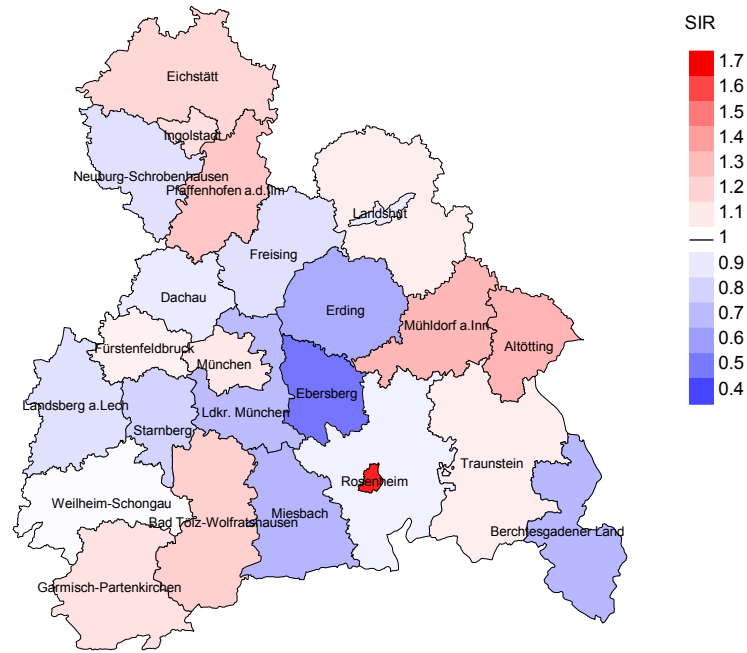 SIR
1.7
1.6
1.5
1.4
1.3
1.2
1.1
1
0.9
0.8
0.7
0.6
0.5
0.4
Eichstätt
Ingolstadt
Neuburg-Schrobenhausen
Pfaffenhofen a.d.Ilm
Landshut
Freising
Dachau
Erding
Mühldorf a.Inn
Altötting
Fürstenfeldbruck
München
Ebersberg
Landsberg a.Lech
Ldkr. München
Starnberg
Traunstein
Rosenheim
Weilheim-Schongau
Miesbach
Bad Tölz-Wolfratshausen
Berchtesgadener Land
Garmisch-Partenkirchen